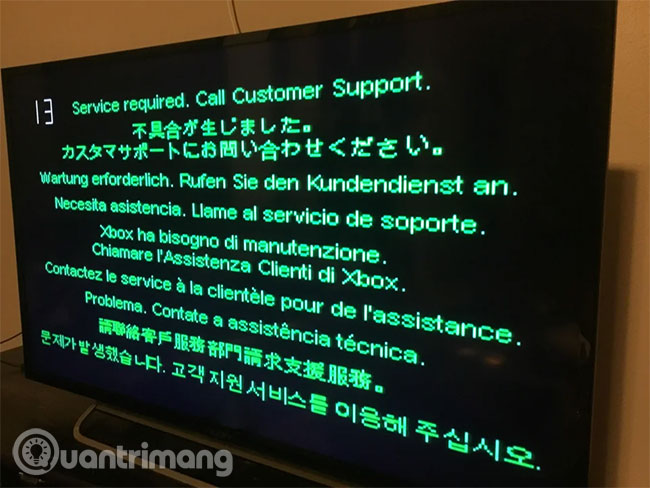 13
Service required. Call Customer Support.
不具合が生じました。
カスタマサポートにお問い合わせください。
Wartung erforderlich. Rufen Sie den Kundendienst an.
Necesita asistencia. Llame al servicio de soporte.
Xbox ha bisogno di manutenzione.
Chiamare l'Assistenza Clienti di Xbox.
Contactez le service à la clientèle pour de l'assistance.
Problema. Contate a assistência técnica.
請聯絡客戶服務部門請求支援服務。
문제가 발생했습니다. 고객 지원 서비스를 이용해 주십시오.
Quantrimang